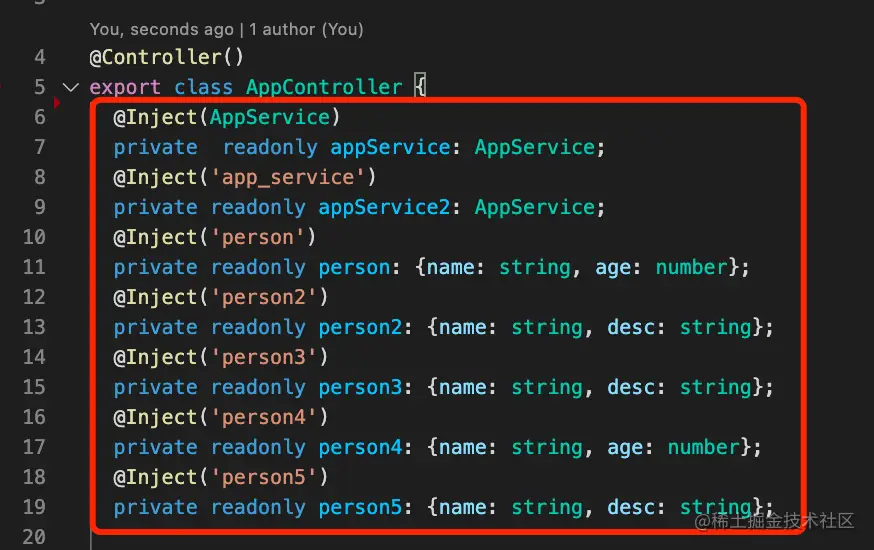 You, seconds ago | 1 author (You)
4 @Controller()
5 export class AppController {
6 @Inject(AppService)
7 private  readonly appService: AppService;
8 @Inject('app_service')
9 private readonly appService2: AppService;
10 @Inject('person')
11 private readonly person: {name: string, age: number};
12 @Inject('person2')
13 private readonly person2: {name: string, desc: string};
14 @Inject('person3')
15 private readonly person3: {name: string, desc: string};
16 @Inject('person4')
17 private readonly person4: {name: string, age: number};
18 @Inject('person5')
19 private readonly person5: {name: string, desc: string};
@稀土掘金技术社区
20